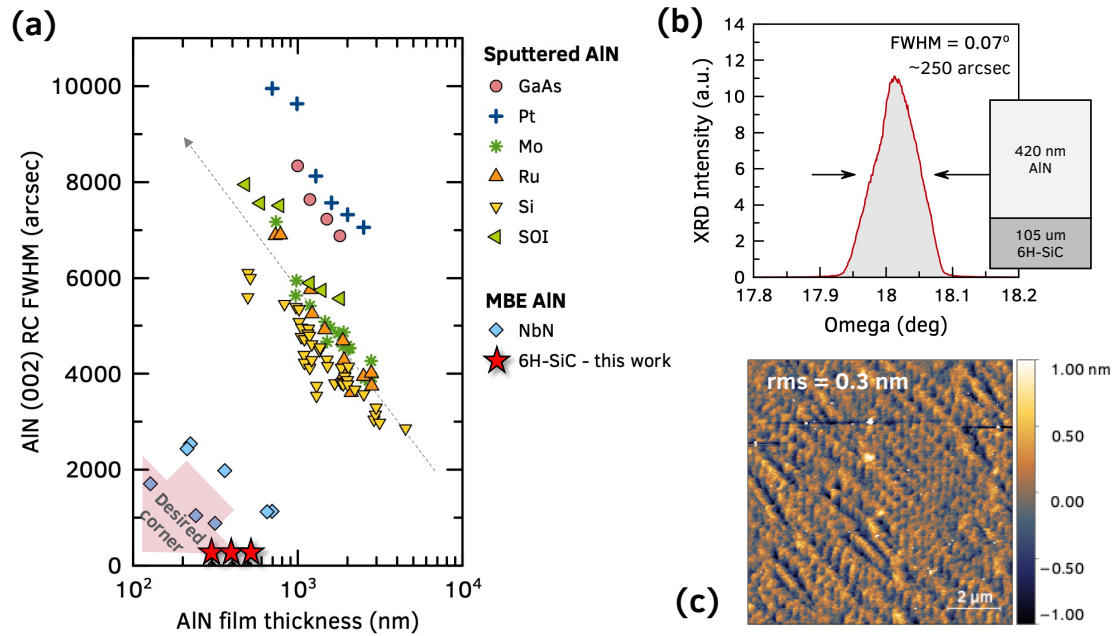 (a)
AlN (002) RC FWHM (arcsec)
10000
8000
6000
4000
2000
0
10²
10³
10⁴
AlN film thickness (nm)
Desired
corner
Sputtered AlN
GaAs
Pt
Mo
Ru
Si
SOI
MBE AlN
NbN
6H-SiC - this work
(b)
XRD Intensity (a.u.)
14
12
10
8
6
4
2
0
17.8
17.9
18
18.1
18.2
Omega (deg)
FWHM = 0.07º
~250 arcsec
420 nm
AlN
105 um
6H-SiC
(c)
rms = 0.3 nm
2 µm
1.00 nm
0.50
0.00
−0.50
−1.00